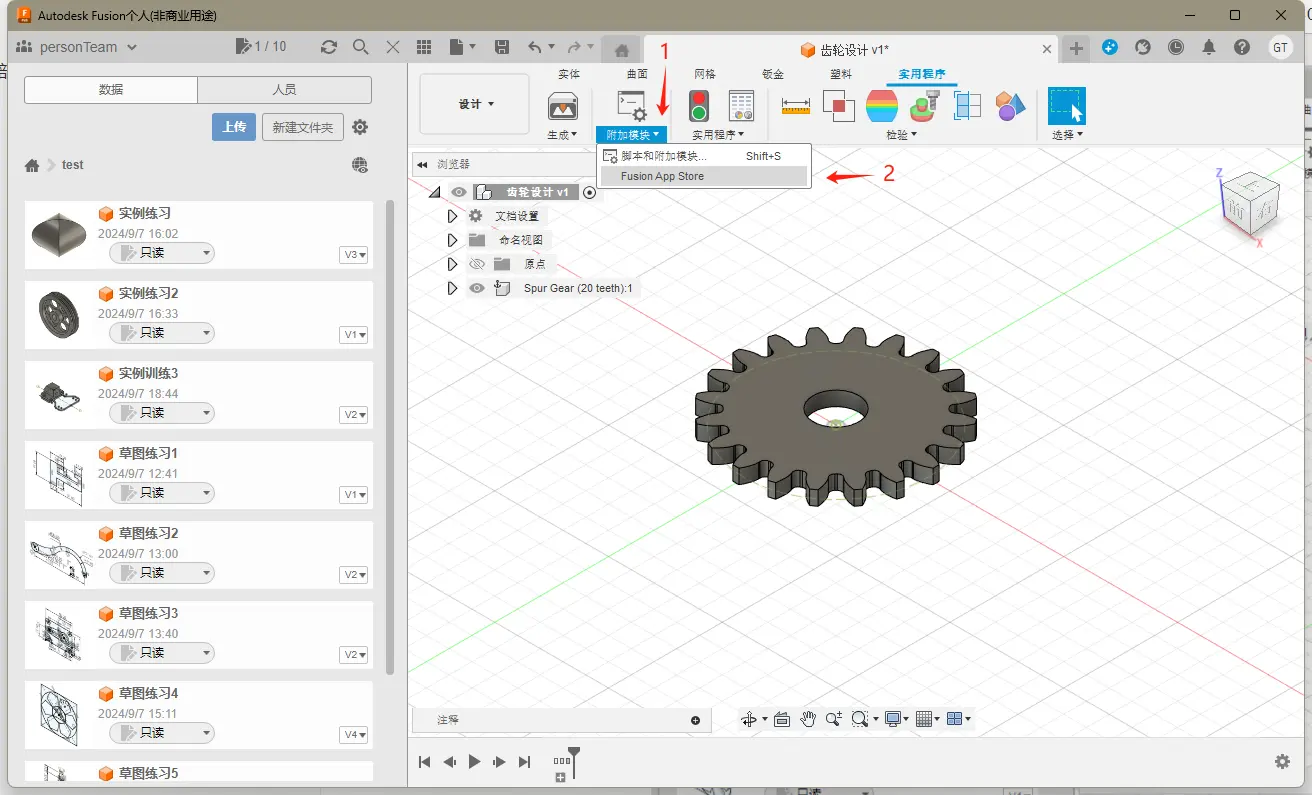 Autodesk Fusion个人(非商业用途)
personTeam
1 / 10
齿轮设计 v1*
GT
数据
人员
上传
新建文件夹
test
实例练习
2024/9/7 16:02
只读
V3
实例练习2
2024/9/7 16:33
只读
V1
实例训练3
2024/9/7 18:44
只读
V2
草图练习1
2024/9/7 12:41
只读
V1
草图练习2
2024/9/7 13:00
只读
V2
草图练习3
2024/9/7 13:40
只读
V2
草图练习4
2024/9/7 15:11
只读
V4
草图练习5
1
实体
曲面
网格
钣金
塑料
实用程序
设计
生成
附加模块
实用程序
检验
选择
脚本和附加模块...
Shift+S
Fusion App Store
2
浏览器
齿轮设计 v1
文档设置
命名视图
原点
Spur Gear (20 teeth):1
Z
X
注释